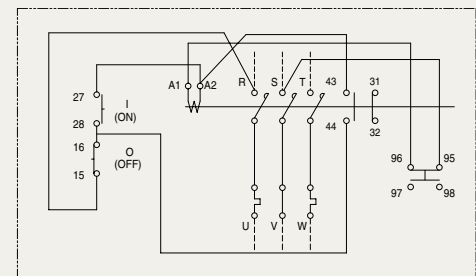 A1 A2 R S T 43 31
27 I
(ON)
28
16 O
(OFF)
15
44 32
96 95
97 98
U V W